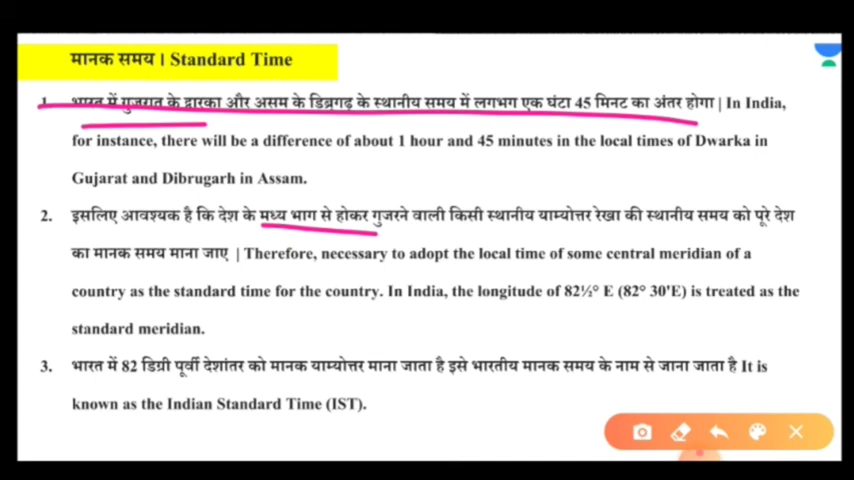 मानक समय। Standard Time
1. भारत में गुजरात के द्वारका और असम के डिब्रूगढ़ के स्थानीय समय में लगभग एक घंटा 45 मिनट का अंतर होगा | In India,
for instance, there will be a difference of about 1 hour and 45 minutes in the local times of Dwarka in
Gujarat and Dibrugarh in Assam.
2. इसलिए आवश्यक है कि देश के मध्य भाग से होकर गुजरने वाली किसी स्थानीय याम्योत्तर रेखा की स्थानीय समय को पूरे देश
का मानक समय माना जाए | Therefore, necessary to adopt the local time of some central meridian of a
country as the standard time for the country. In India, the longitude of 82½° E (82° 30'E) is treated as the
standard meridian.
3. भारत में 82 डिग्री पूर्वी देशांतर को मानक याम्योत्तर माना जाता है इसे भारतीय मानक समय के नाम से जाना जाता है It is
known as the Indian Standard Time (IST).